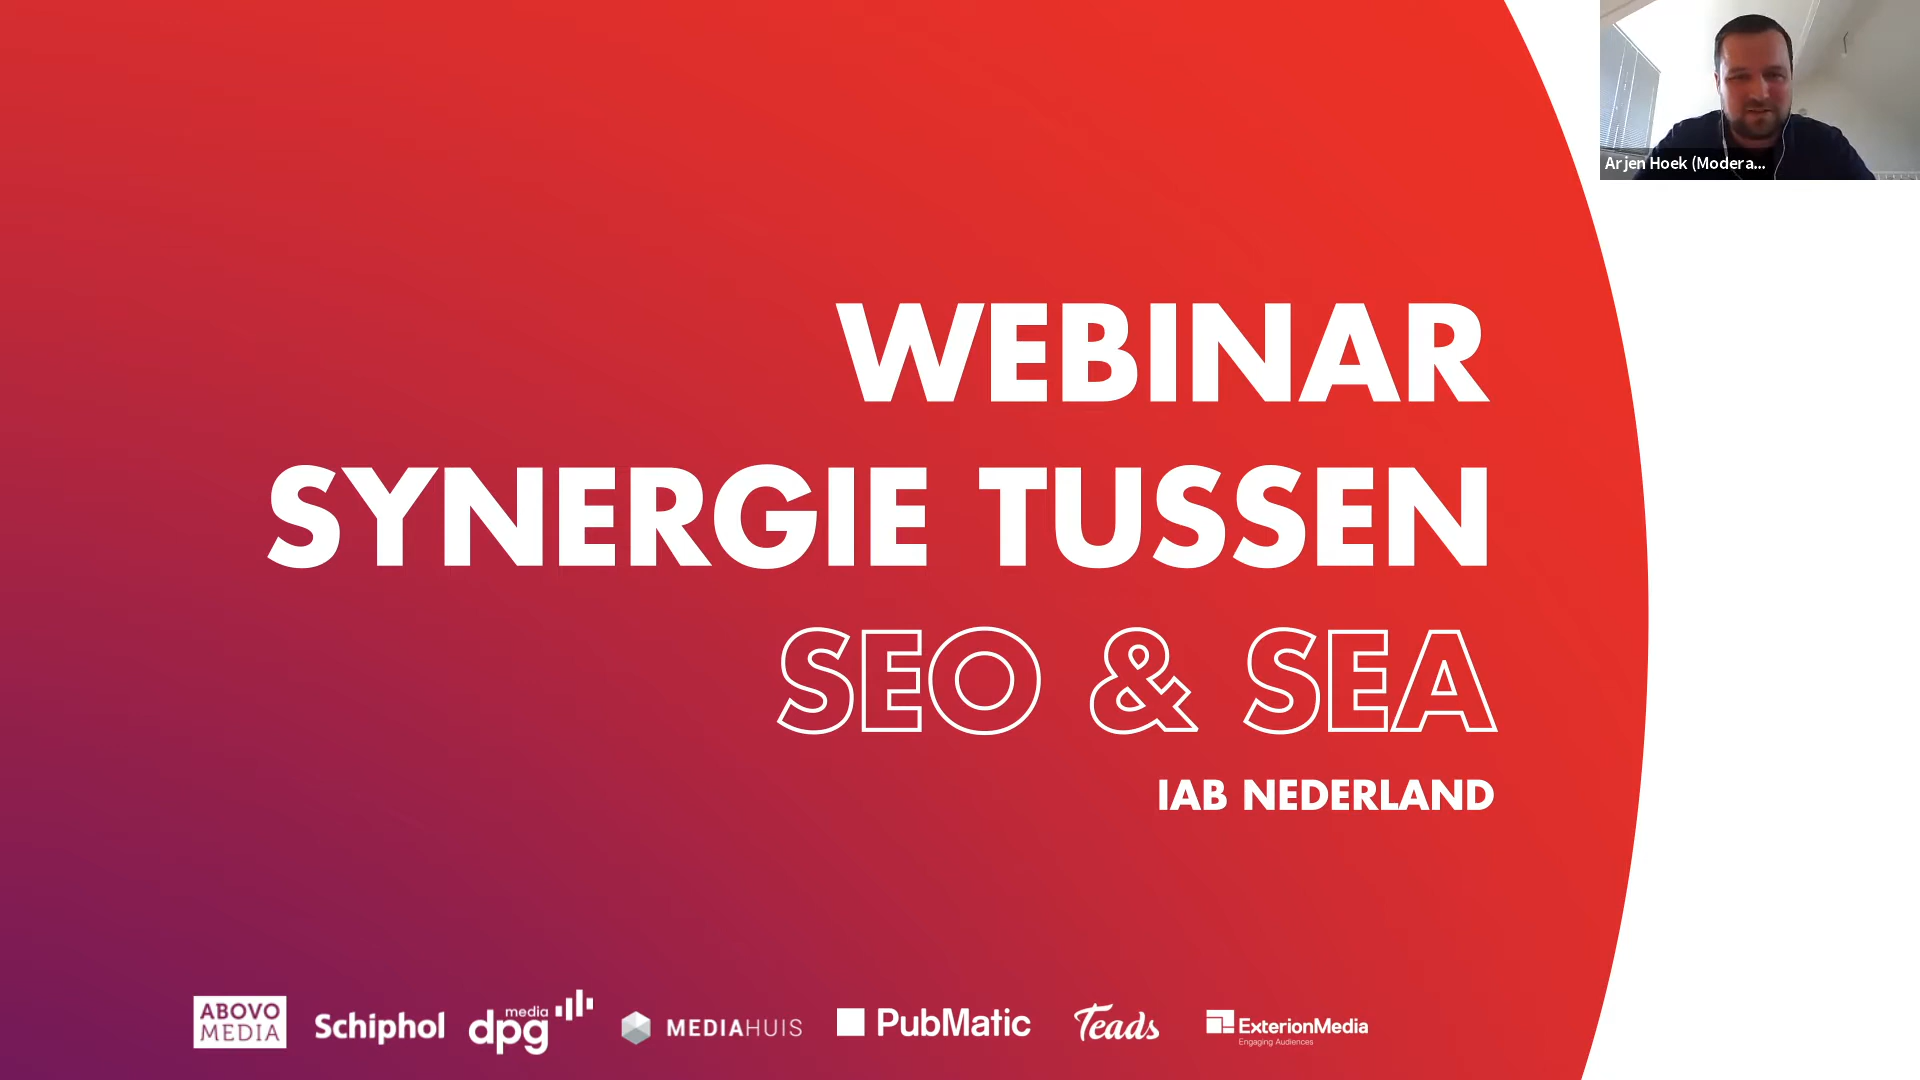 Arjen Hoek (Modera...
WEBINAR
SYNERGIE TUSSEN
SEO & SEA
IAB NEDERLAND
ABOVO
MEDIA
Schiphol
media
dpg
MEDIAHUIS
PubMatic
Teads
ExterionMedia
Engaging Audiences